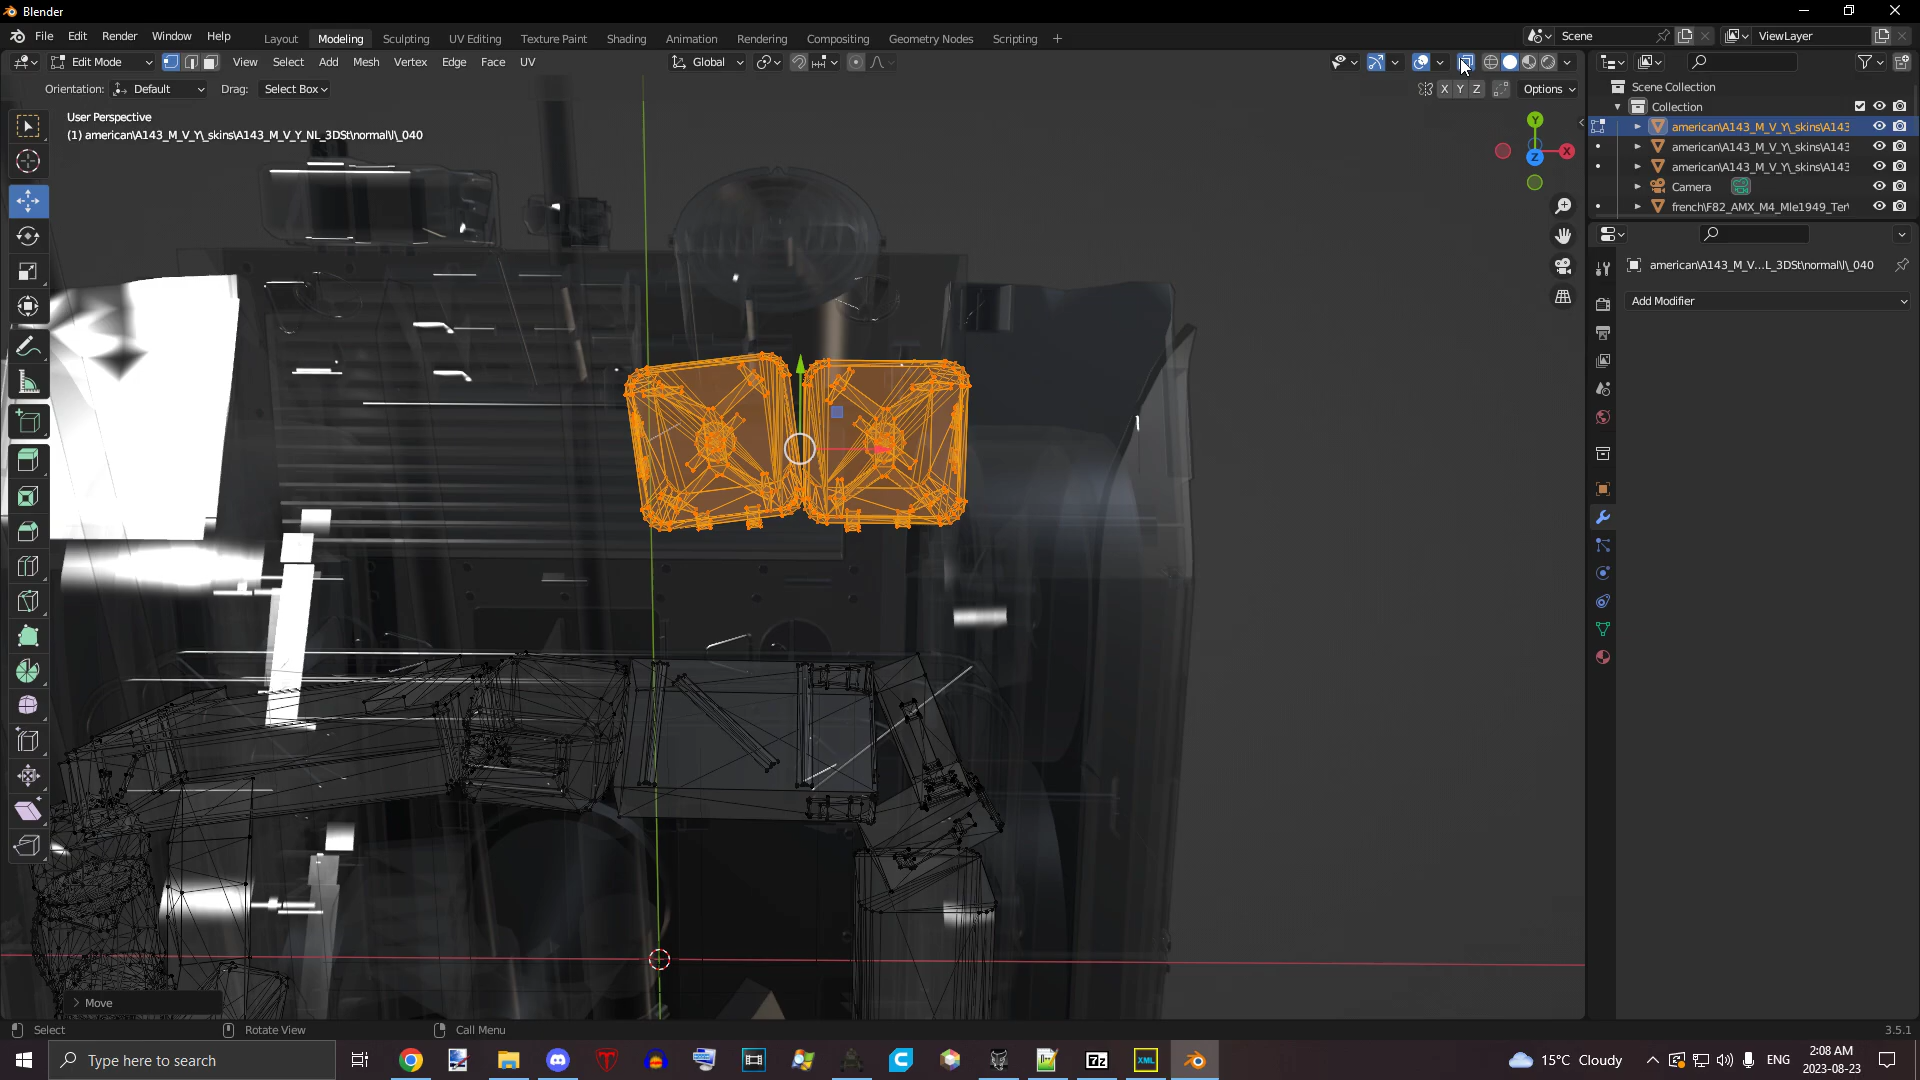 Blender
File Edit Render Window Help
Layout Modeling Sculpting UV Editing Texture Paint Shading Animation Rendering Compositing Geometry Nodes Scripting +
Scene
ViewLayer
Edit Mode View Select Add Mesh Vertex Edge Face UV
Global
Orientation: Default Drag: Select Box
X Y Z Options
User Perspective
(1) american\A143_M_V_Y\_skins\A143_M_V_Y_NL_3DSt\normal\l\_040
Y
X
Z
Scene Collection
Collection
american\A143_M_V_Y\_skins\A143
american\A143_M_V_Y\_skins\A143
american\A143_M_V_Y\_skins\A143
Camera
french\F82_AMX_M4_Mle1949_Ter\
american\A143_M_V...L_3DSt\normal\l\_040
Add Modifier
Move
Select Rotate View Call Menu
3.5.1
Type here to search
7z
XML
15°C Cloudy
ENG
2:08 AM
2023-08-23